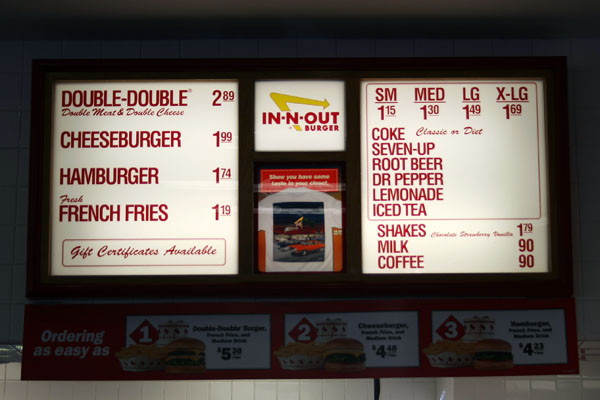 DOUBLE-DOUBLE® 2 89
Double Meat & Double Cheese
CHEESEBURGER 1 99
HAMBURGER 1 74
Fresh
FRENCH FRIES 1 19
Gift Certificates Available
IN-N-OUT
BURGER
Show you have some
taste in your closet.
SM MED LG X-LG
1 15 1 30 1 49 1 69
COKE Classic or Diet
SEVEN-UP
ROOT BEER
DR PEPPER
LEMONADE
ICED TEA
SHAKES Chocolate Strawberry Vanilla 1 79
MILK 90
COFFEE 90
Ordering
as easy as
1 Double-Double® Burger,
French Fries, and
Medium Drink
$5 38
2 Cheeseburger,
French Fries, and
Medium Drink
$4 48
3 Hamburger,
French Fries, and
Medium Drink
$4 23